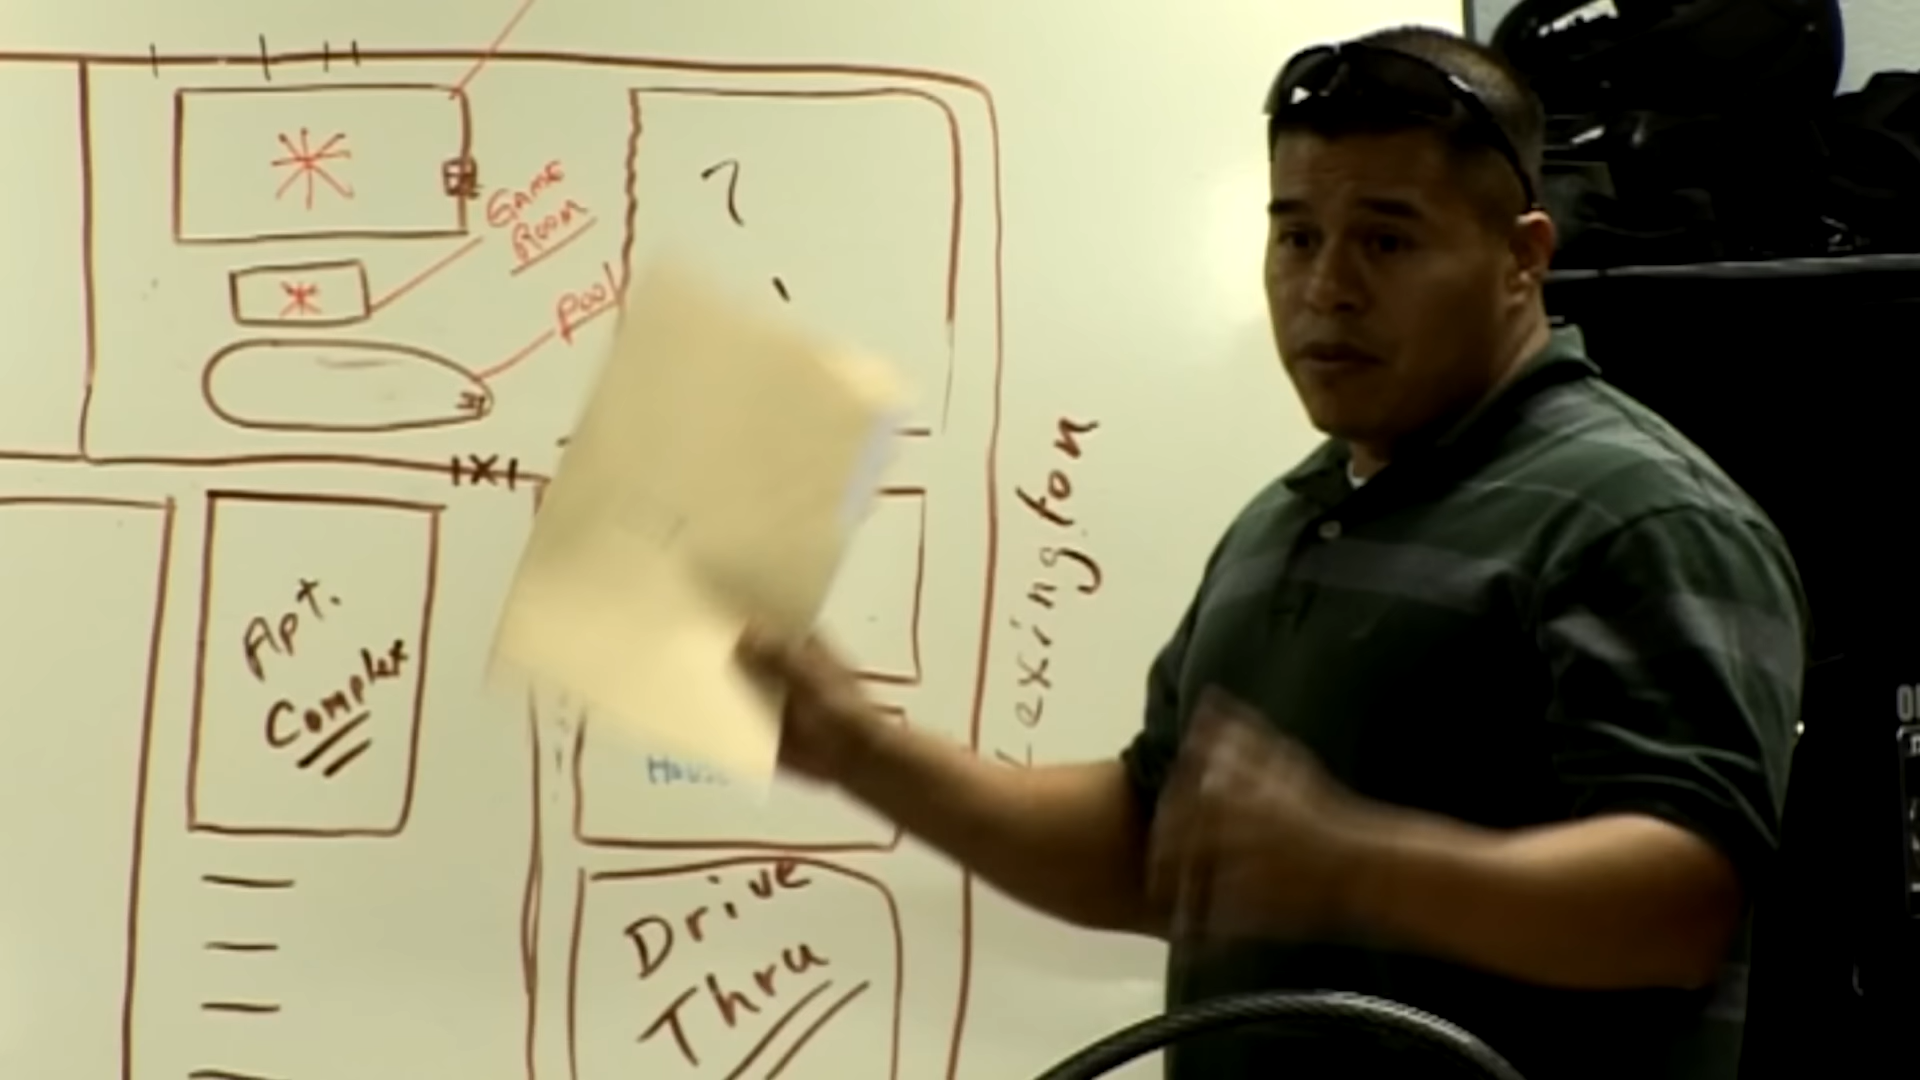 ?
GAME
ROOM
Pool
Lexington
Apt.
Complex
Drive
Thru